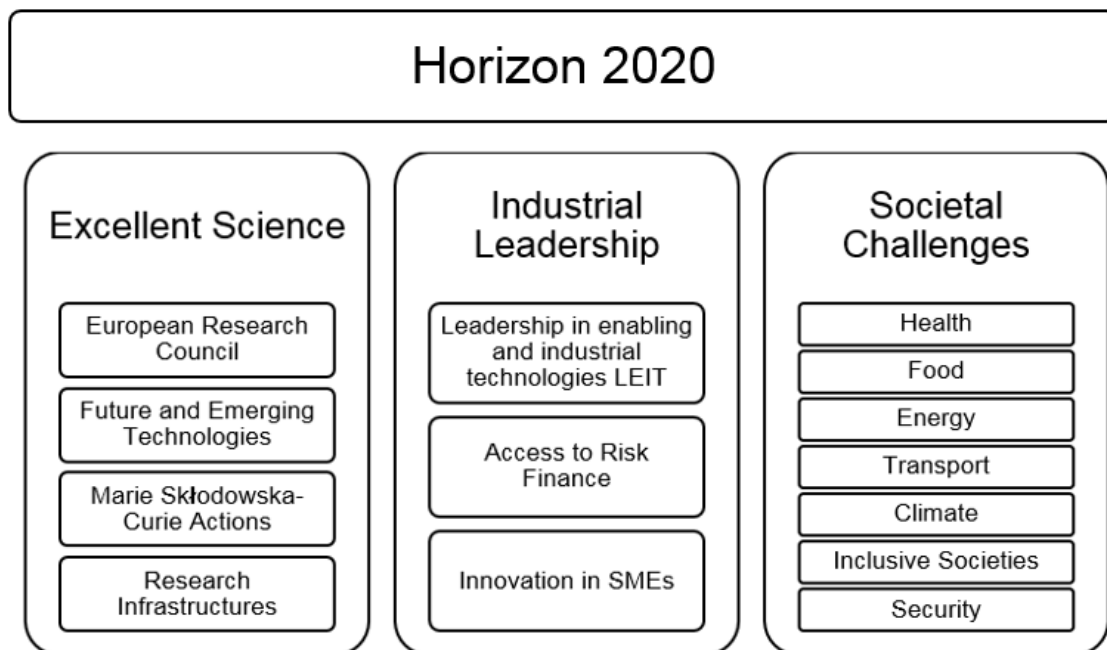 Horizon 2020
Excellent Science
European Research
Council
Future and Emerging
Technologies
Marie Skłodowska-
Curie Actions
Research
Infrastructures
Industrial
Leadership
Leadership in enabling
and industrial
technologies LEIT
Access to Risk
Finance
Innovation in SMEs
Societal
Challenges
Health
Food
Energy
Transport
Climate
Inclusive Societies
Security